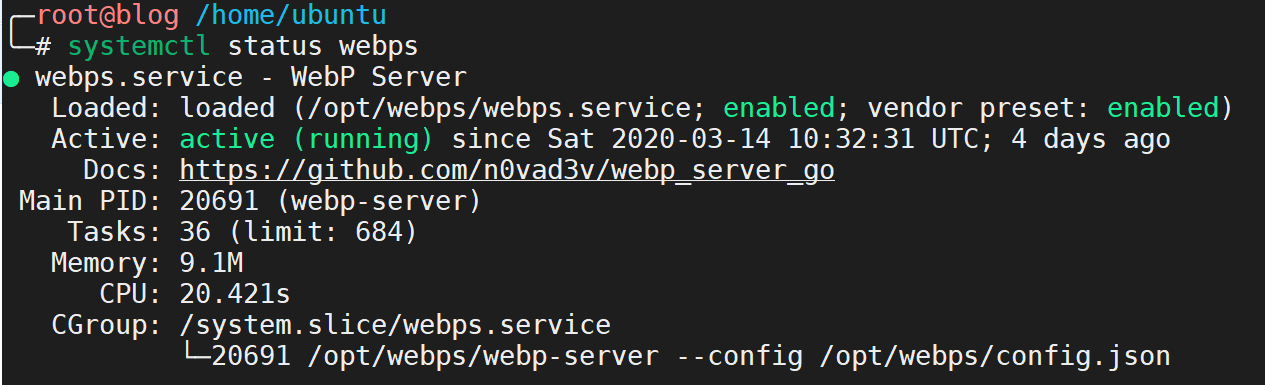 ╭─root@blog /home/ubuntu
╰─# systemctl status webps
● webps.service - WebP Server
   Loaded: loaded (/opt/webps/webps.service; enabled; vendor preset: enabled)
   Active: active (running) since Sat 2020-03-14 10:32:31 UTC; 4 days ago
     Docs: https://github.com/n0vad3v/webp_server_go
 Main PID: 20691 (webp-server)
    Tasks: 36 (limit: 684)
   Memory: 9.1M
      CPU: 20.421s
   CGroup: /system.slice/webps.service
           └─20691 /opt/webps/webp-server --config /opt/webps/config.json